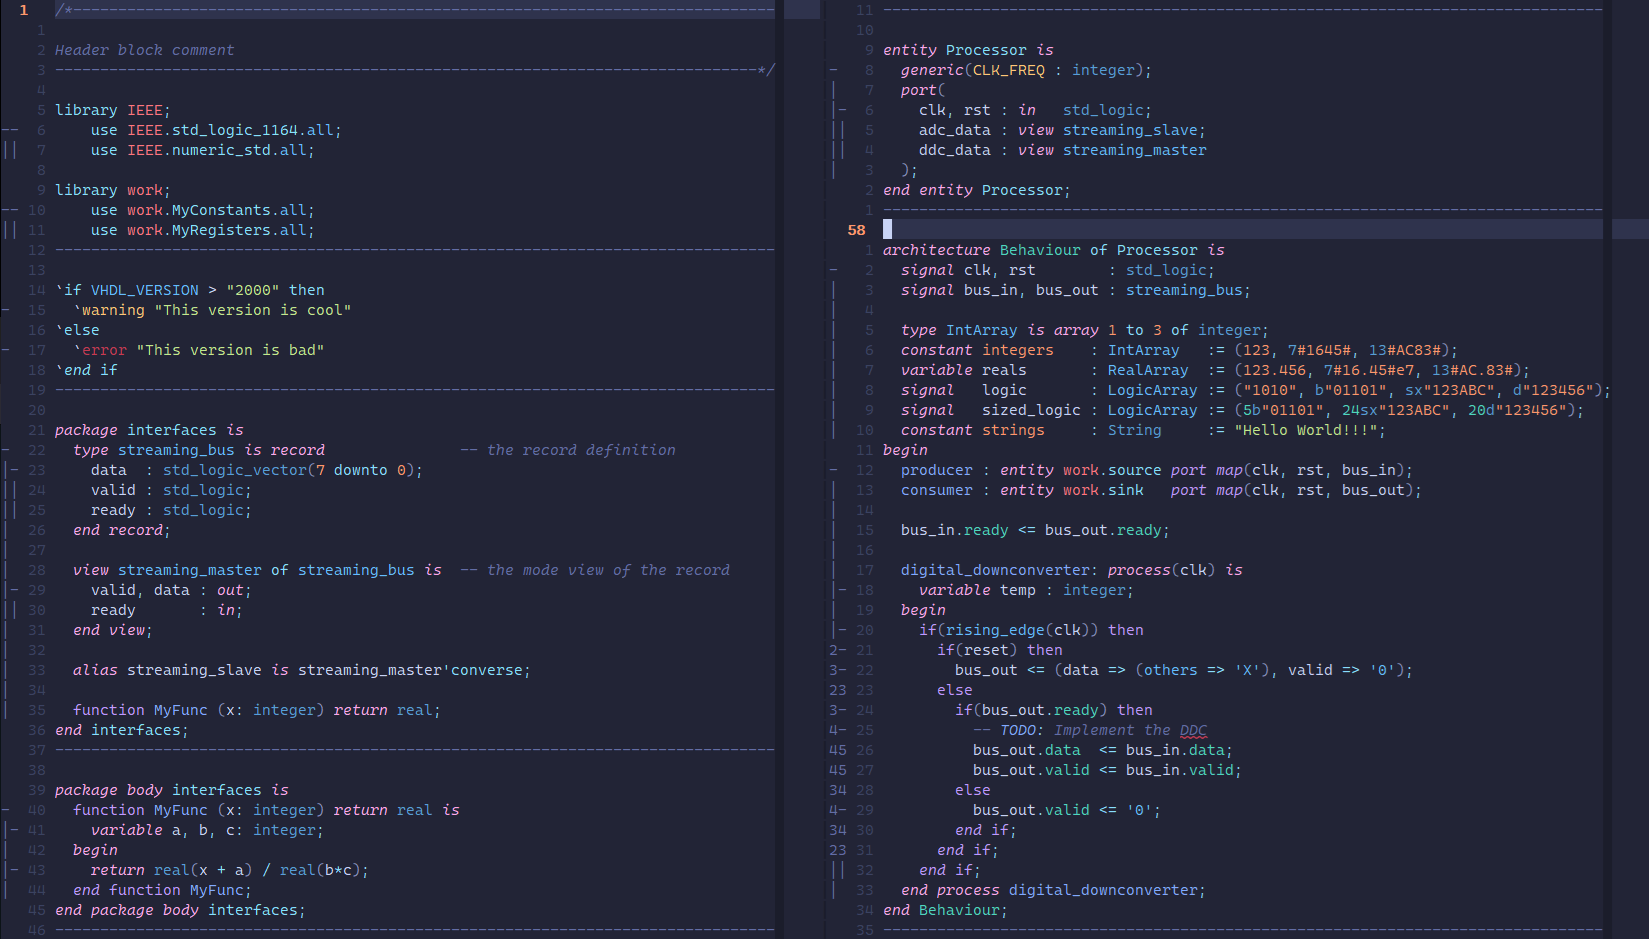 1 /*------------------------------------------------------------------------------
1
2 Header block comment
3 ------------------------------------------------------------------------------*/
4
5 library IEEE;
-- 6     use IEEE.std_logic_1164.all;
|| 7     use IEEE.numeric_std.all;
8
9 library work;
-- 10     use work.MyConstants.all;
|| 11     use work.MyRegisters.all;
12 --------------------------------------------------------------------------------
13
14 `if VHDL_VERSION > "2000" then
- 15   `warning "This version is cool"
16 `else
- 17   `error "This version is bad"
18 `end if
19 --------------------------------------------------------------------------------
20
21 package interfaces is
- 22   type streaming_bus is record               -- the record definition
|- 23     data  : std_logic_vector(7 downto 0);
|| 24     valid : std_logic;
|| 25     ready : std_logic;
| 26   end record;
| 27
| 28   view streaming_master of streaming_bus is  -- the mode view of the record
|- 29     valid, data : out;
|| 30     ready       : in;
| 31   end view;
| 32
| 33   alias streaming_slave is streaming_master'converse;
| 34
| 35   function MyFunc (x: integer) return real;
36 end interfaces;
37 --------------------------------------------------------------------------------
38
39 package body interfaces is
- 40   function MyFunc (x: integer) return real is
|- 41     variable a, b, c: integer;
| 42   begin
|- 43     return real(x + a) / real(b*c);
| 44   end function MyFunc;
45 end package body interfaces;
46 --------------------------------------------------------------------------------
11 --------------------------------------------------------------------------------
10
9 entity Processor is
- 8   generic(CLK_FREQ : integer);
| 7   port(
|- 6     clk, rst : in   std_logic;
|| 5     adc_data : view streaming_slave;
|| 4     ddc_data : view streaming_master
| 3   );
2 end entity Processor;
1 --------------------------------------------------------------------------------
58
1 architecture Behaviour of Processor is
- 2   signal clk, rst        : std_logic;
| 3   signal bus_in, bus_out : streaming_bus;
| 4
| 5   type IntArray is array 1 to 3 of integer;
| 6   constant integers    : IntArray   := (123, 7#1645#, 13#AC83#);
| 7   variable reals       : RealArray  := (123.456, 7#16.45#e7, 13#AC.83#);
| 8   signal   logic       : LogicArray := ("1010", b"01101", sx"123ABC", d"123456");
| 9   signal   sized_logic : LogicArray := (5b"01101", 24sx"123ABC", 20d"123456");
| 10   constant strings     : String     := "Hello World!!!";
11 begin
- 12   producer : entity work.source port map(clk, rst, bus_in);
| 13   consumer : entity work.sink   port map(clk, rst, bus_out);
| 14
| 15   bus_in.ready <= bus_out.ready;
| 16
| 17   digital_downconverter: process(clk) is
|- 18     variable temp : integer;
| 19   begin
|- 20     if(rising_edge(clk)) then
2- 21       if(reset) then
3- 22         bus_out <= (data => (others => 'X'), valid => '0');
23 23       else
3- 24         if(bus_out.ready) then
4- 25           -- TODO: Implement the DDC
45 26           bus_out.data  <= bus_in.data;
45 27           bus_out.valid <= bus_in.valid;
34 28         else
4- 29           bus_out.valid <= '0';
34 30         end if;
23 31       end if;
|| 32     end if;
| 33   end process digital_downconverter;
34 end Behaviour;
35 --------------------------------------------------------------------------------